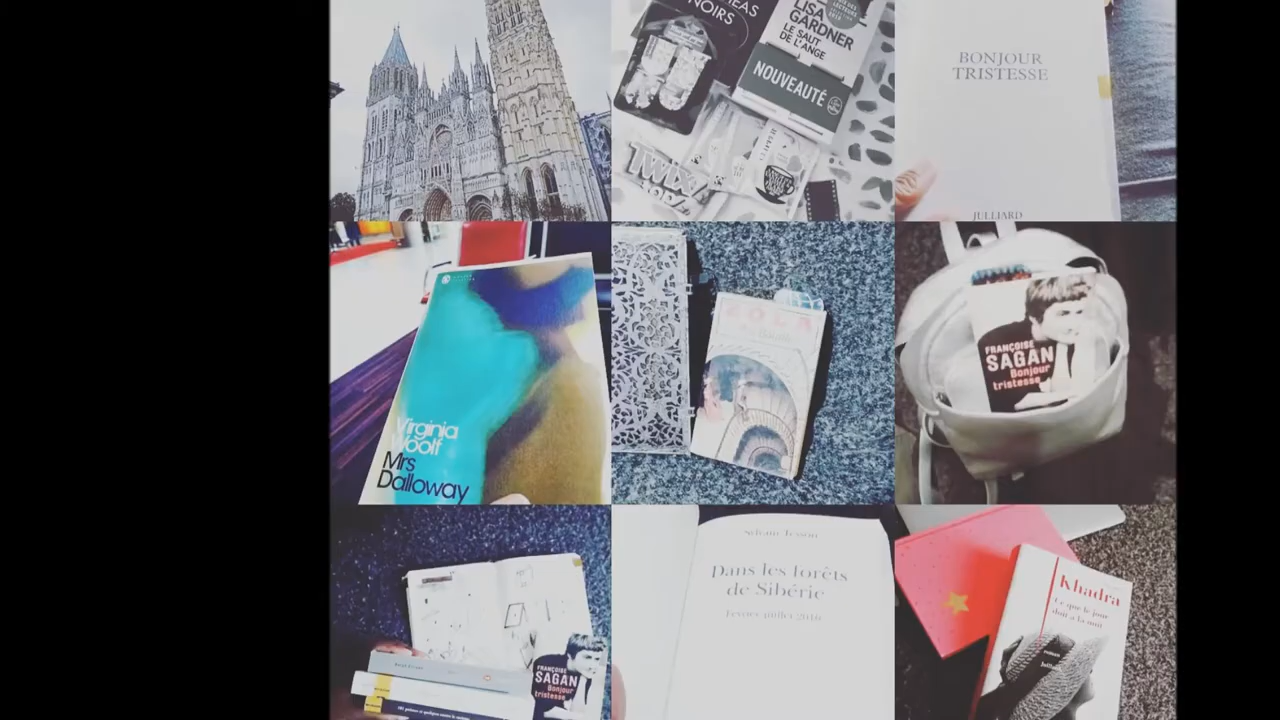 NOIRS
LISA
GARDNER
LE SAUT
DE L'ANGE
NOUVEAUTÉ
TWIX
BONJOUR
TRISTESSE
JULLIARD
Virginia
Woolf
Mrs
Dalloway
ZOLA
FRANÇOISE
SAGAN
Bonjour
tristesse
FRANÇOISE
SAGAN
Bonjour
tristesse
Sylvain Tesson
Dans les forêts
de Sibérie
Février-juillet 2010
Khadra
Ce que le jour
doit à la nuit
roman